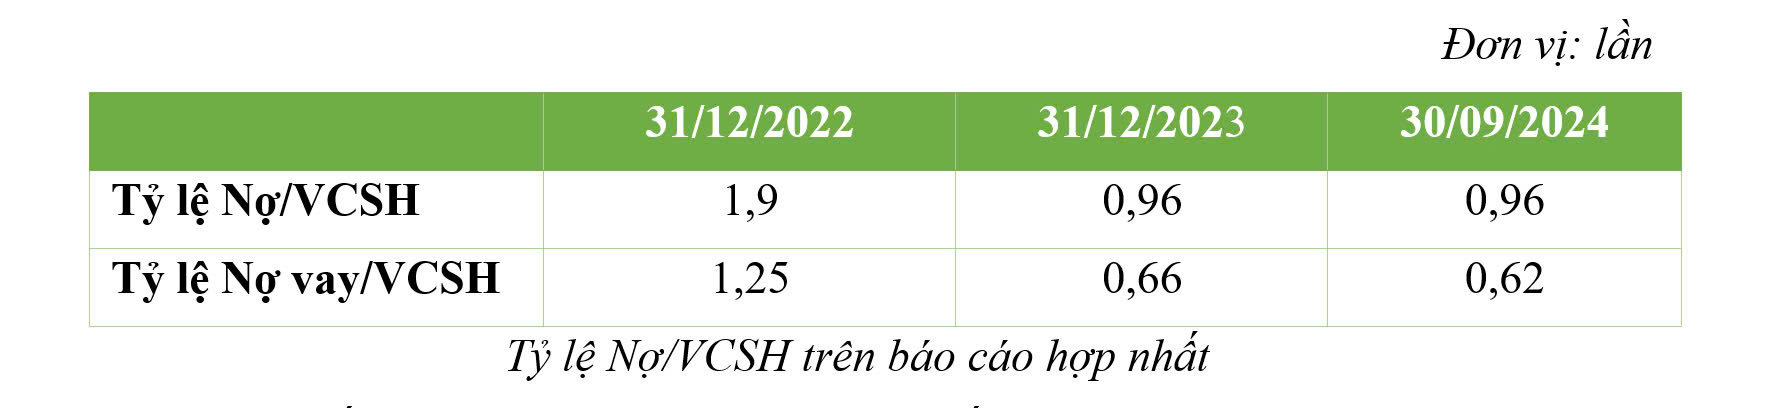 Đơn vị: lần
31/12/2022 31/12/2023 30/09/2024
Tỷ lệ Nợ/VCSH 1,9 0,96 0,96
Tỷ lệ Nợ vay/VCSH 1,25 0,66 0,62
Tỷ lệ Nợ/VCSH trên báo cáo hợp nhất